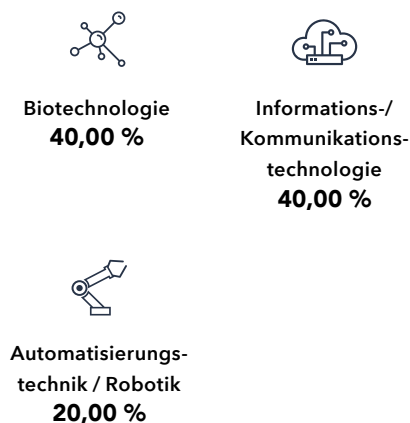 Biotechnologie
40,00 %
Informations-/
Kommunikations-
technologie
40,00 %
Automatisierungs-
technik / Robotik
20,00 %